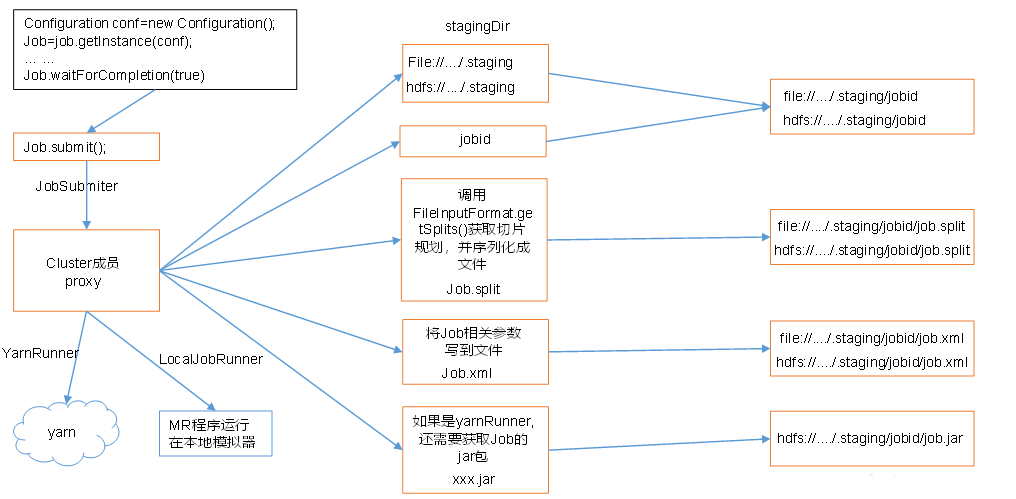 Configuration conf=new Configuration();
Job=job.getInstance(conf);
... ...
Job.waitForCompletion(true)
Job.submit();
JobSubmiter
Cluster成员
proxy
YarnRunner
LocalJobRunner
yarn
MR程序运行
在本地模拟器
stagingDir
File://..../.staging
hdfs://..../.staging
jobid
调用
FileInputFormat.ge
tSplits()获取切片
规划，并序列化成
文件
Job.split
将Job相关参数
写到文件
Job.xml
如果是yarnRunner,
还需要获取Job的
jar包
xxx.jar
file://..../.staging/jobid
hdfs://..../.staging/jobid
file://..../.staging/jobid/job.split
hdfs://..../.staging/jobid/job.split
file://..../.staging/jobid/job.xml
hdfs://..../.staging/jobid/job.xml
hdfs://..../.staging/jobid/job.jar